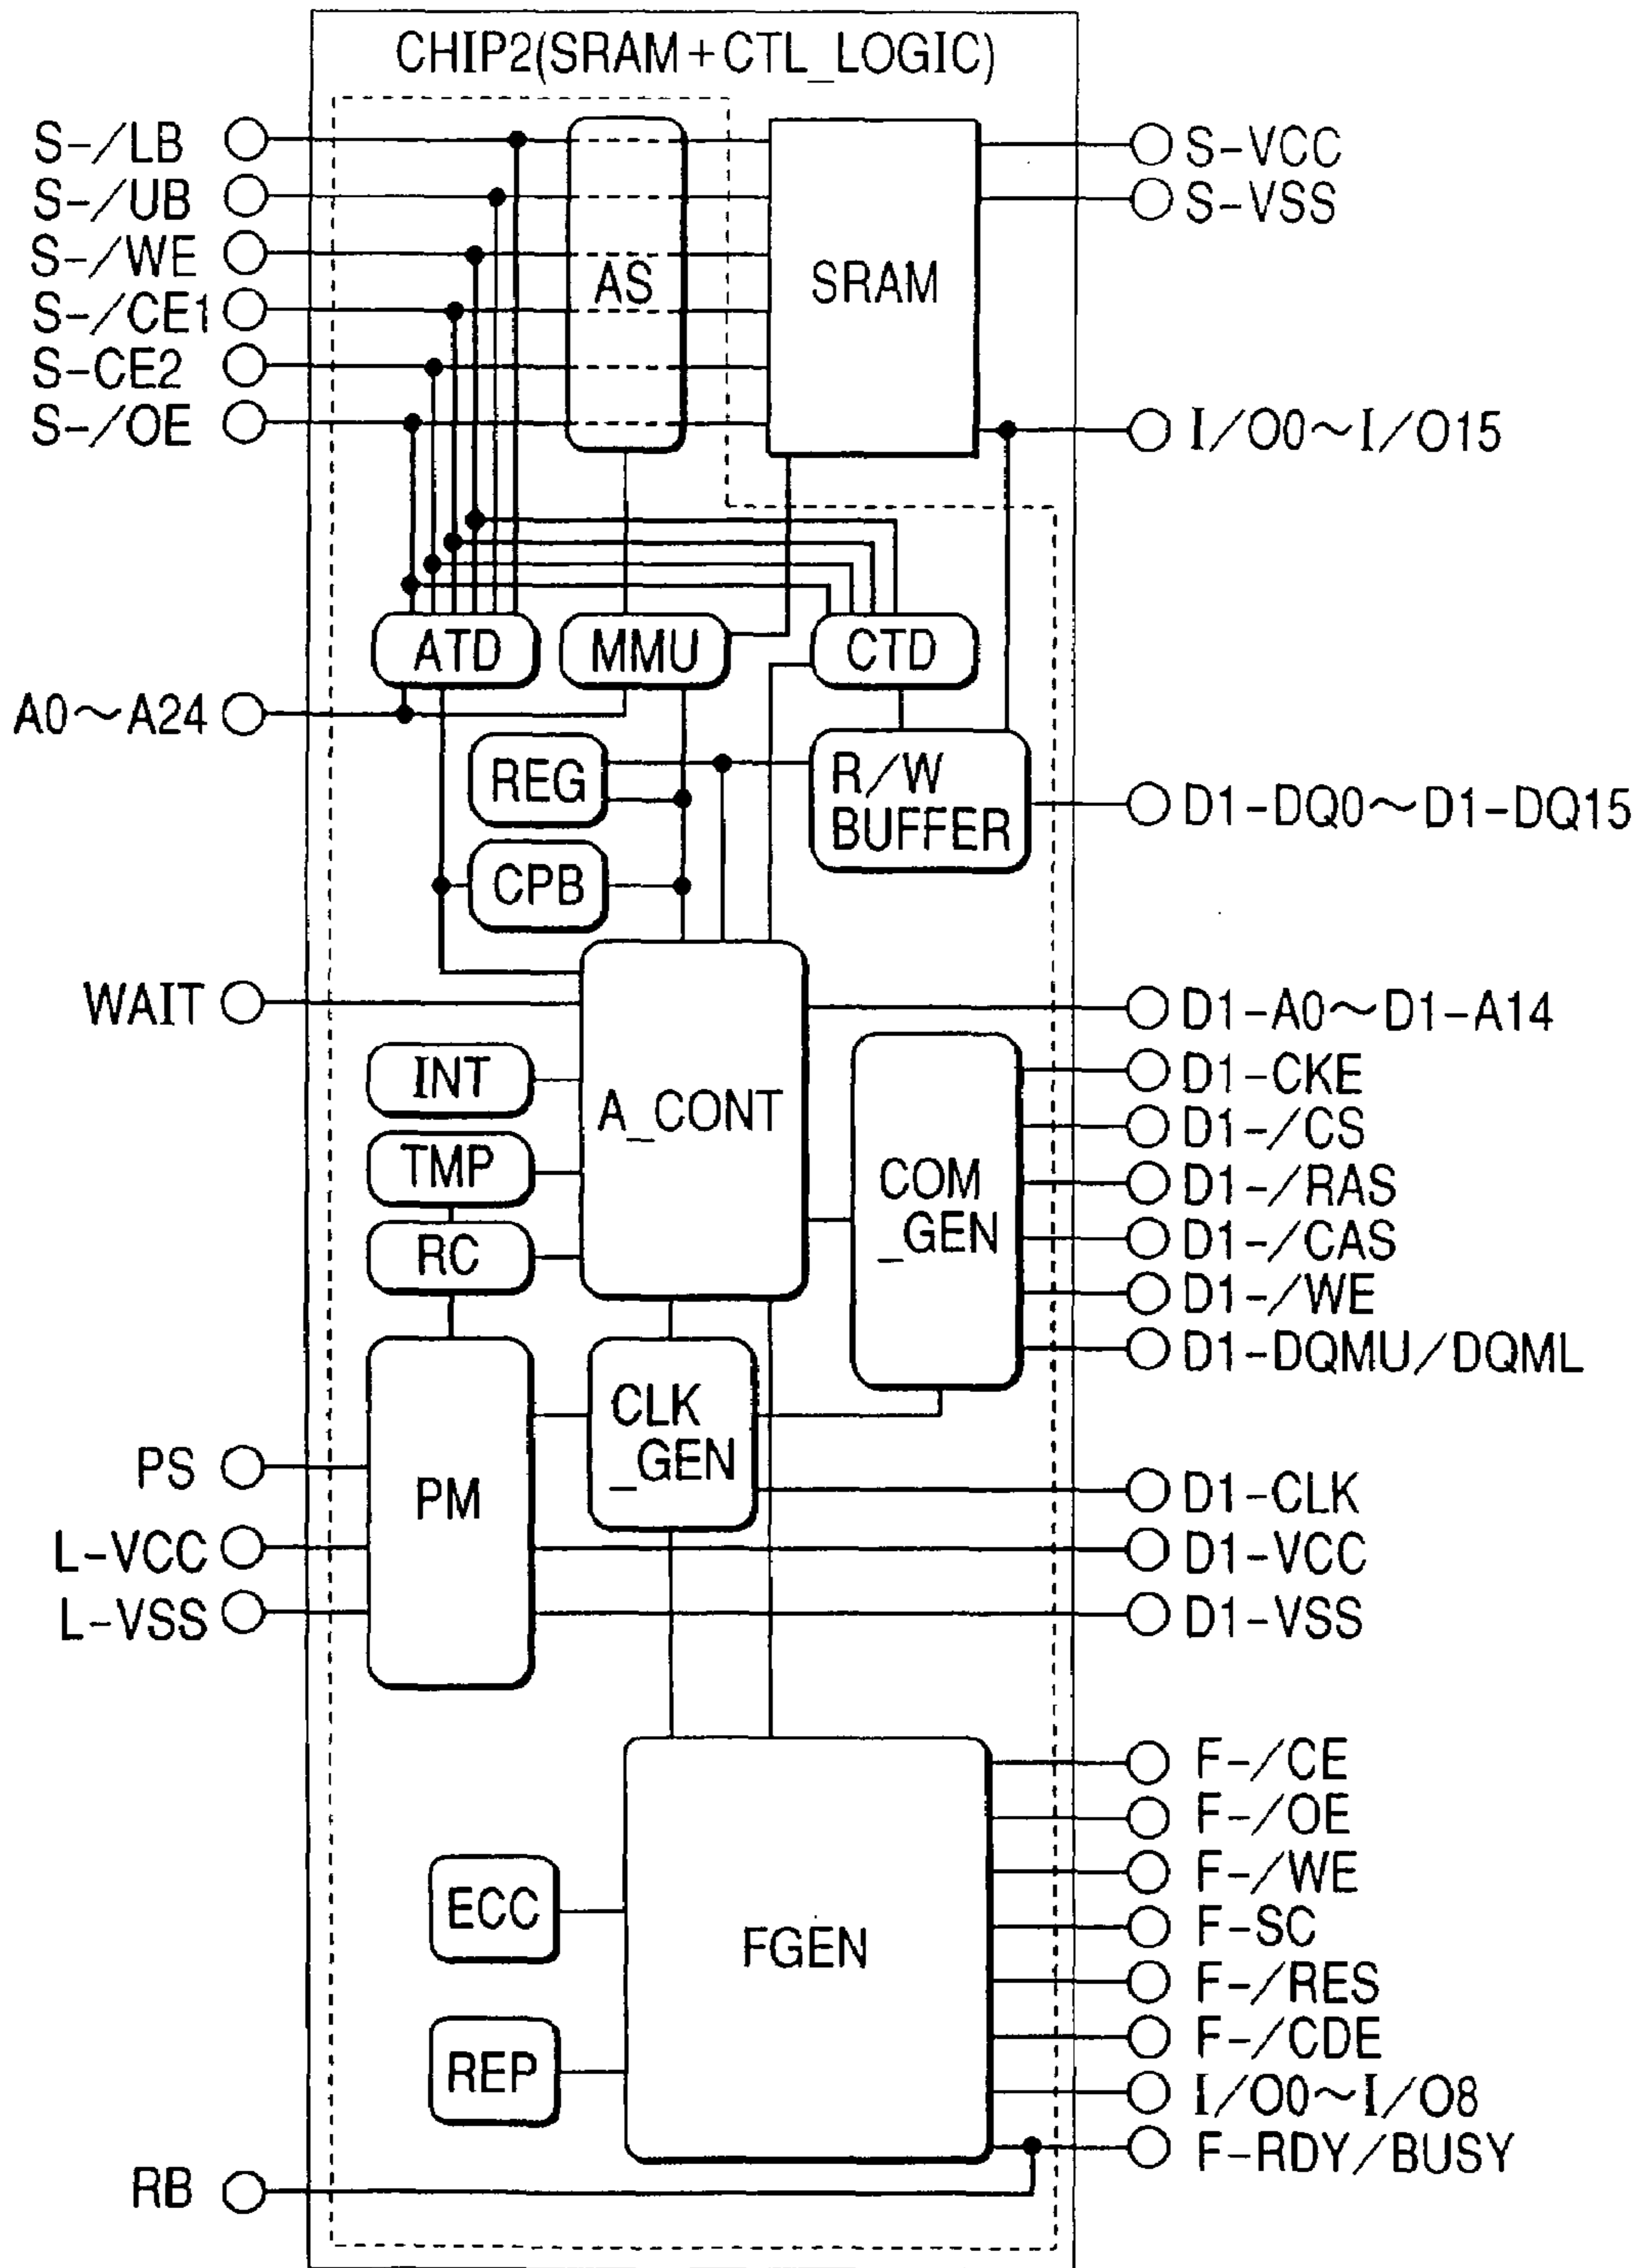 CHIP2(SRAM+CTL_LOGIC)
S-/LB
S-/UB
S-/WE
S-/CE1
S-CE2
S-/OE
AS
SRAM
S-VCC
S-VSS
I/O0~I/O15
ATD
MMU
CTD
A0~A24
REG
CPB
R/W
BUFFER
D1-DQ0~D1-DQ15
WAIT
A_CONT
D1-A0~D1-A14
INT
TMP
RC
COM
_GEN
D1-CKE
D1-/CS
D1-/RAS
D1-/CAS
D1-/WE
D1-DQMU/DQML
PS
L-VCC
L-VSS
PM
CLK
_GEN
D1-CLK
D1-VCC
D1-VSS
ECC
REP
FGEN
F-/CE
F-/OE
F-/WE
F-SC
F-/RES
F-/CDE
I/O0~I/O8
F-RDY/BUSY
RB